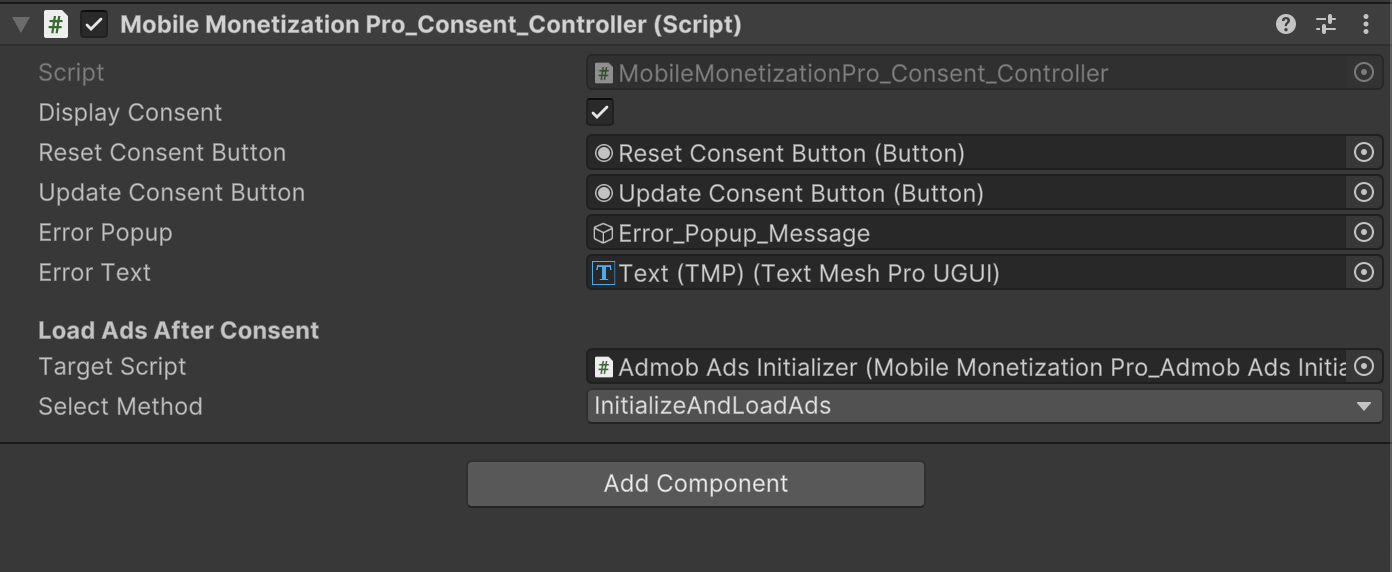 Mobile Monetization Pro_Consent_Controller (Script)
Script MobileMonetizationPro_Consent_Controller
Display Consent
Reset Consent Button Reset Consent Button (Button)
Update Consent Button Update Consent Button (Button)
Error Popup Error_Popup_Message
Error Text Text (TMP) (Text Mesh Pro UGUI)
Load Ads After Consent
Target Script Admob Ads Initializer (Mobile Monetization Pro_Admob Ads Initia
Select Method InitializeAndLoadAds
Add Component